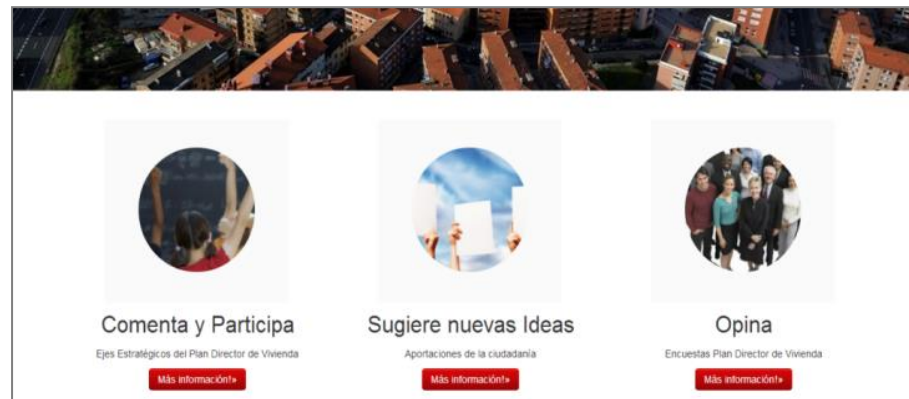 Comenta y Participa
Ejes Estratégicos del Plan Director de Vivienda
Más información!»
Sugiere nuevas Ideas
Aportaciones de la ciudadanía
Más información!»
Opina
Encuestas Plan Director de Vivienda
Más información!»